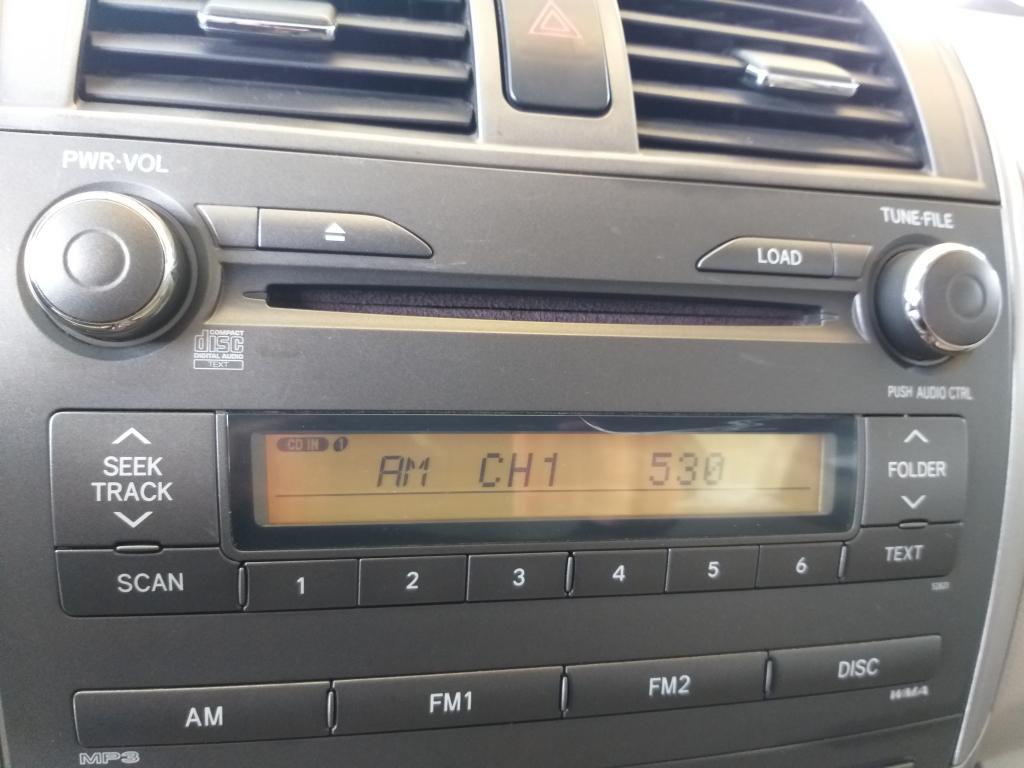 PWR·VOL
TUNE·FILE
LOAD
COMPACT
disc
DIGITAL AUDIO
TEXT
PUSH AUDIO CTRL
CD IN 1
AM CH1 530
SEEK
TRACK
FOLDER
SCAN
1 2 3 4 5 6
TEXT
AM FM1 FM2 DISC
MP3
WMA